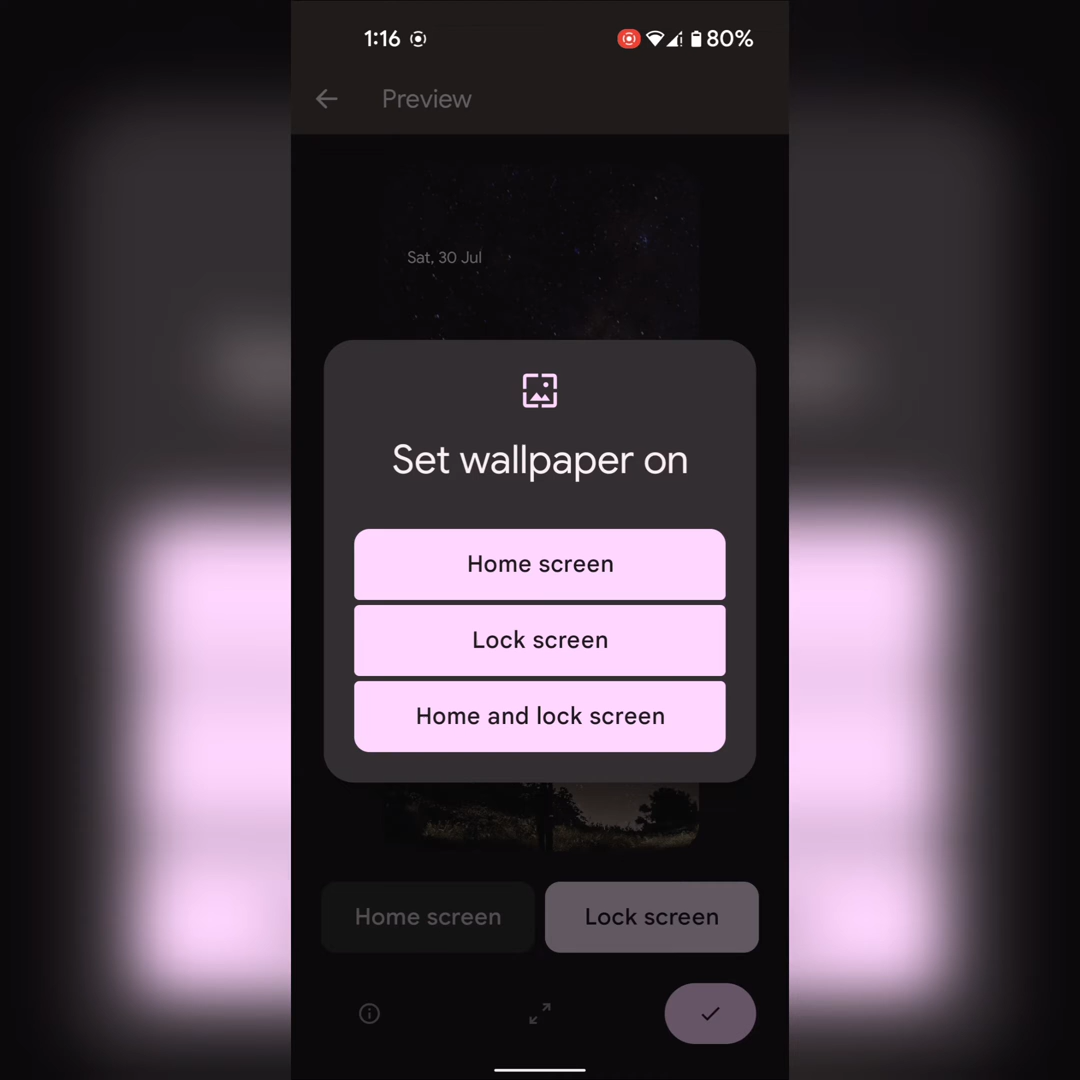 1:16 80%
Preview
Sat, 30 Jul
Set wallpaper on
Home screen
Lock screen
Home and lock screen
Home screen Lock screen